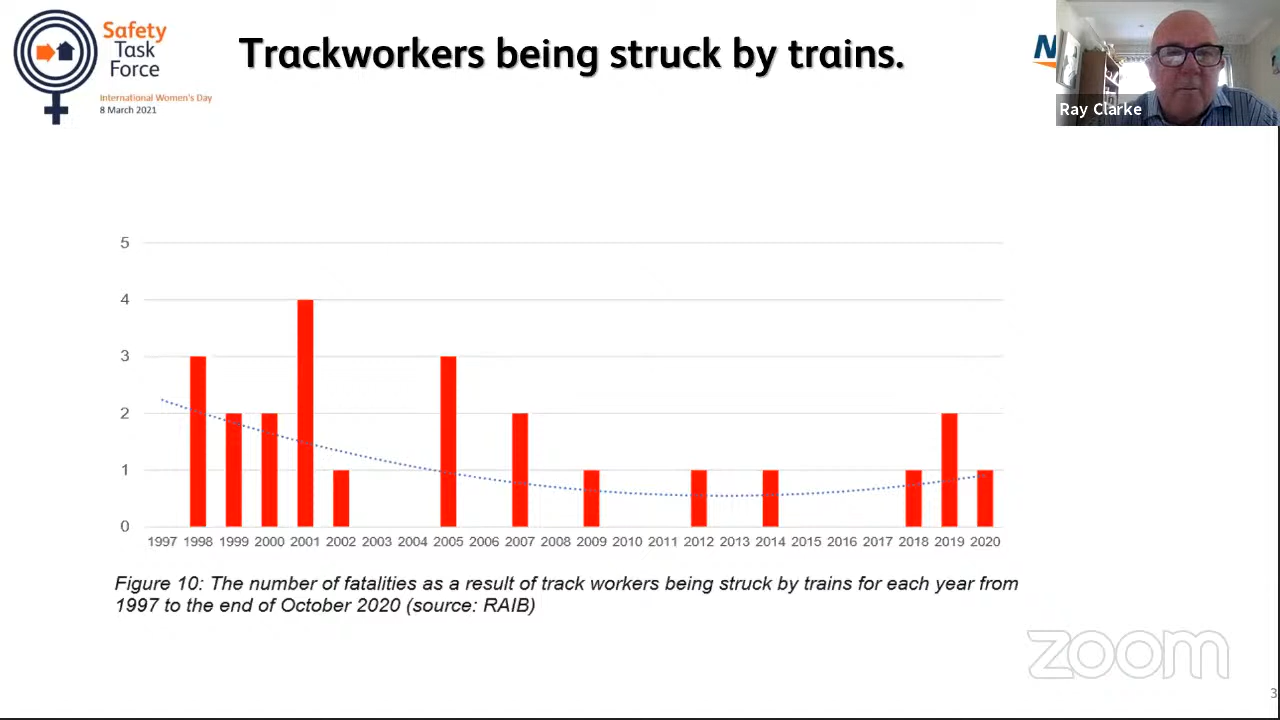 Safety
Task
Force
International Women's Day
8 March 2021
Trackworkers being struck by trains.
N
Ray Clarke
5
4
3
2
1
0
1997 1998 1999 2000 2001 2002 2003 2004 2005 2006 2007 2008 2009 2010 2011 2012 2013 2014 2015 2016 2017 2018 2019 2020
Figure 10: The number of fatalities as a result of track workers being struck by trains for each year from
1997 to the end of October 2020 (source: RAIB)
zoom
3